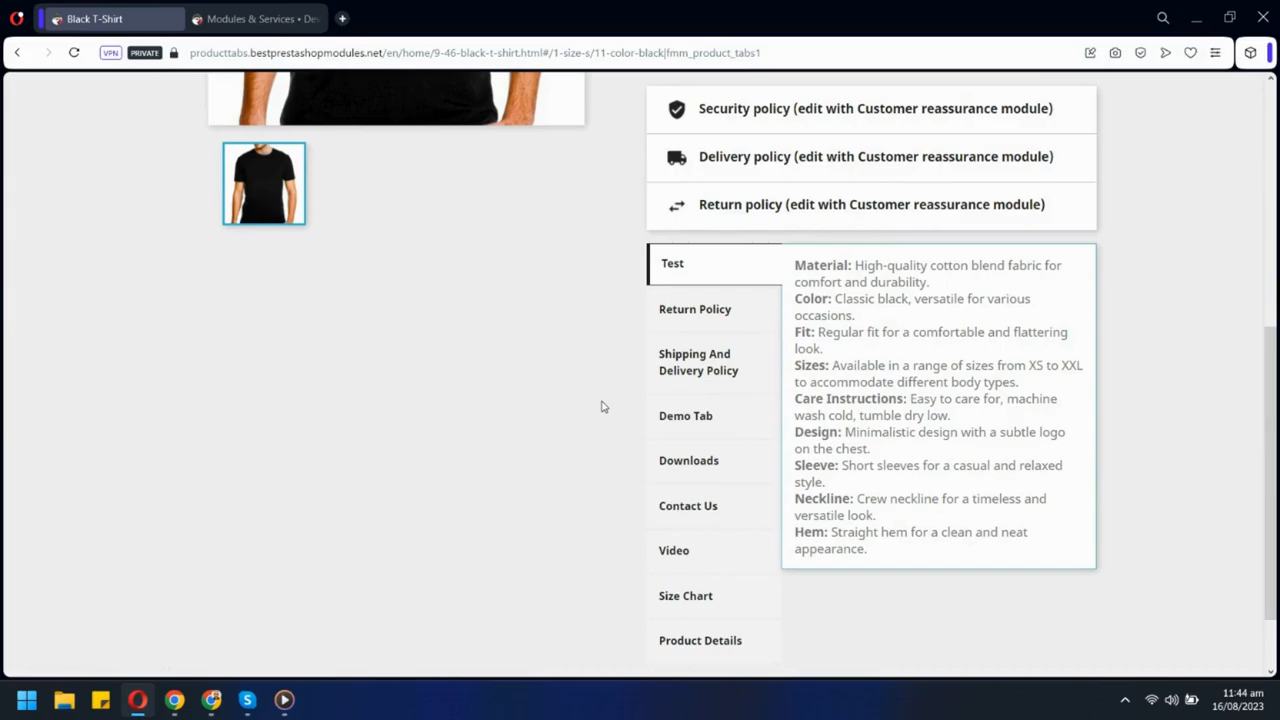 Black T-Shirt
Modules & Services • De
VPN
PRIVATE
producttabs.bestprestashopmodules.net/en/home/9-46-black-t-shirt.html#/1-size-s/11-color-black|fmm_product_tabs1
Security policy (edit with Customer reassurance module)
Delivery policy (edit with Customer reassurance module)
Return policy (edit with Customer reassurance module)
Test
Return Policy
Shipping And
Delivery Policy
Demo Tab
Downloads
Contact Us
Video
Size Chart
Product Details
Material: High-quality cotton blend fabric for
comfort and durability.
Color: Classic black, versatile for various
occasions.
Fit: Regular fit for a comfortable and flattering
look.
Sizes: Available in a range of sizes from XS to XXL
to accommodate different body types.
Care Instructions: Easy to care for, machine
wash cold, tumble dry low.
Design: Minimalistic design with a subtle logo
on the chest.
Sleeve: Short sleeves for a casual and relaxed
style.
Neckline: Crew neckline for a timeless and
versatile look.
Hem: Straight hem for a clean and neat
appearance.
11:44 am
16/08/2023